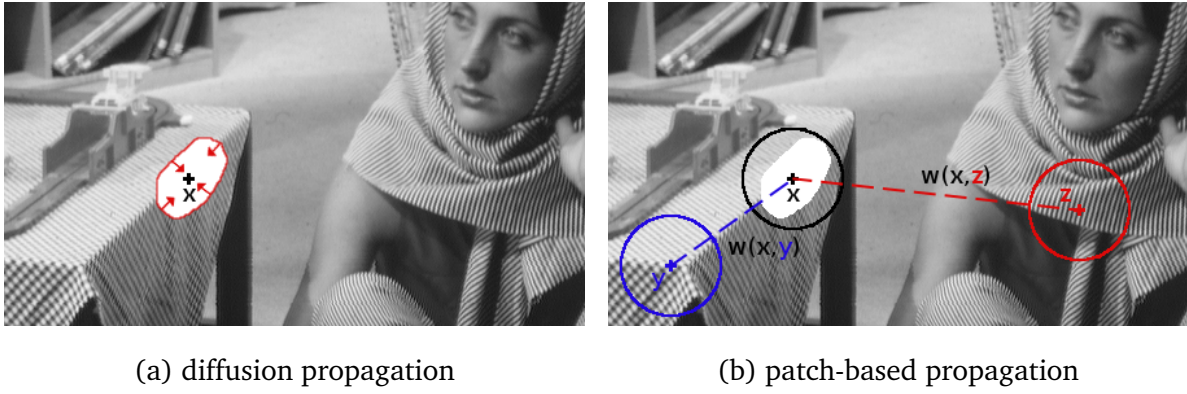 x
x
w(x,z)
z
w(x,y)
y
(a) diffusion propagation
(b) patch-based propagation